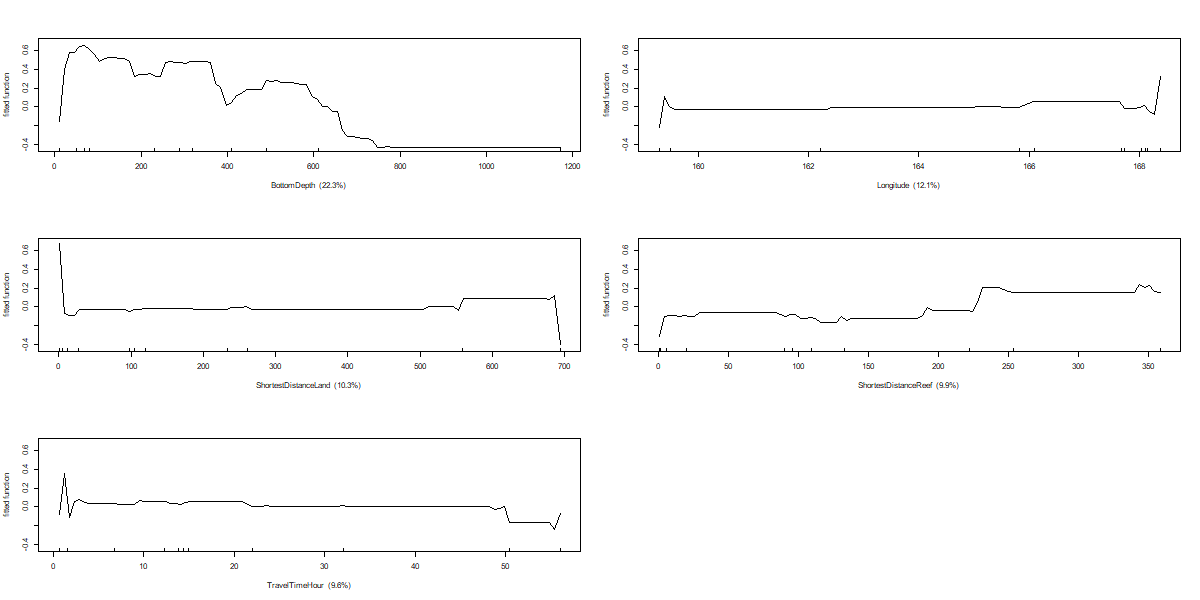 fitted function
-0.4 0.0 0.2 0.4 0.6
0 200 400 600 800 1000 1200
BottomDepth (22.3%)
fitted function
-0.4 0.0 0.2 0.4 0.6
160 162 164 166 168
Longitude (12.1%)
fitted function
-0.4 0.0 0.2 0.4 0.6
0 100 200 300 400 500 600 700
ShortestDistanceLand (10.3%)
fitted function
-0.4 0.0 0.2 0.4 0.6
0 50 100 150 200 250 300 350
ShortestDistanceReef (9.9%)
fitted function
-0.4 0.0 0.2 0.4 0.6
0 10 20 30 40 50
TravelTimeHour (9.6%)